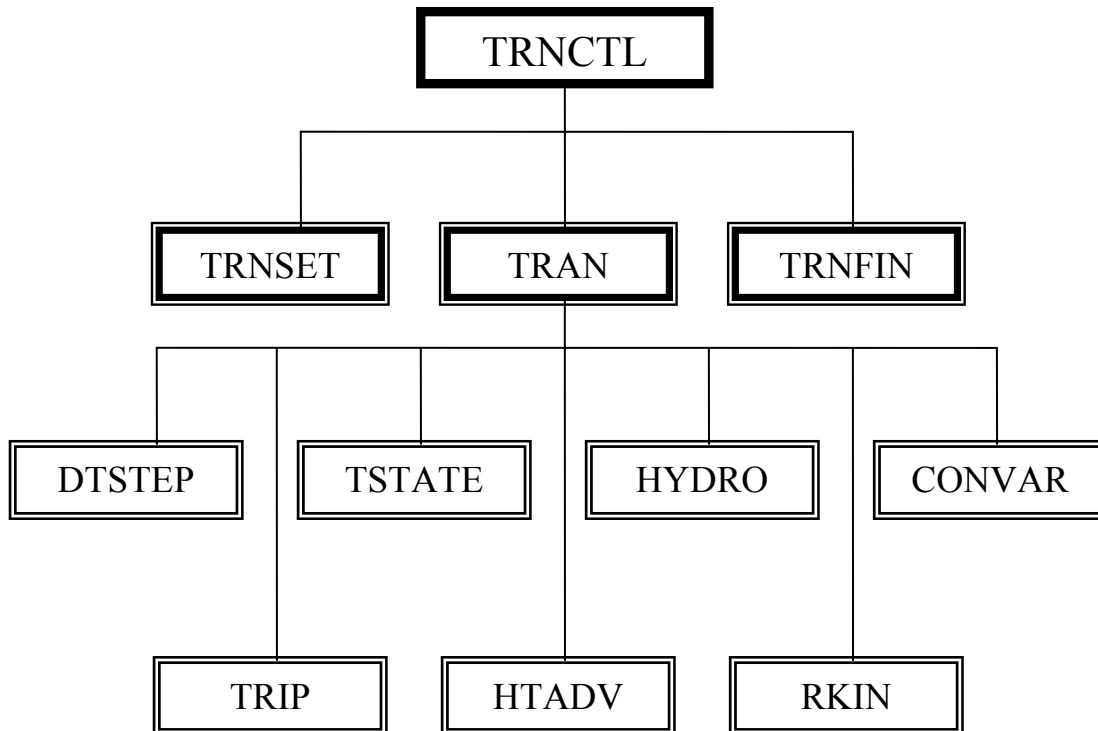 TRNCTL
TRNSET
TRAN
TRNFIN
DTSTEP
TSTATE
HYDRO
CONVAR
TRIP
HTADV
RKIN